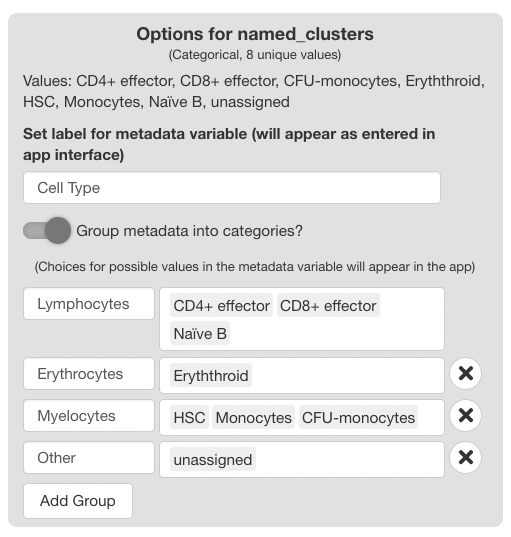 Options for named_clusters
(Categorical, 8 unique values)
Values: CD4+ effector, CD8+ effector, CFU-monocytes, Eryththroid,
HSC, Monocytes, Naïve B, unassigned
Set label for metadata variable (will appear as entered in
app interface)
Cell Type
Group metadata into categories?
(Choices for possible values in the metadata variable will appear in the app)
Lymphocytes CD4+ effector CD8+ effector
Naïve B
Erythrocytes Eryththroid
Myelocytes HSC Monocytes CFU-monocytes
Other unassigned
Add Group